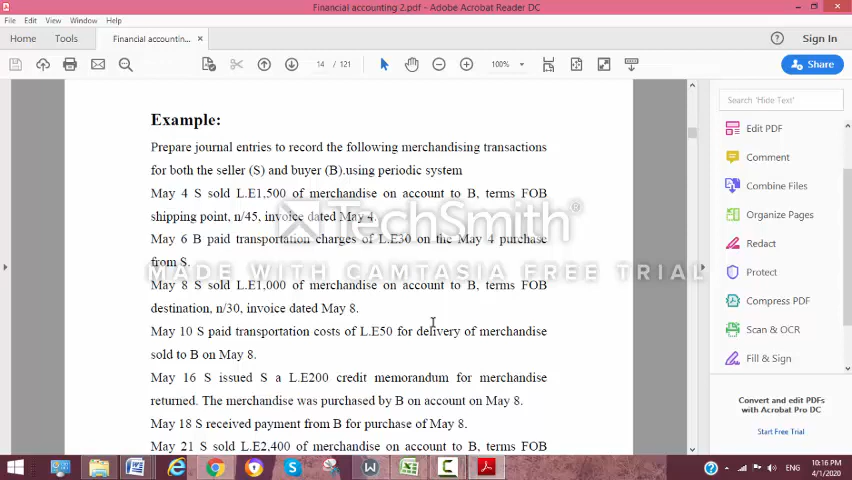 Financial accounting 2.pdf - Adobe Acrobat Reader DC
File Edit View Window Help
Home Tools Financial accountin... × Sign In
14 / 121 100% Share
Example:
Prepare journal entries to record the following merchandising transactions
for both the seller (S) and buyer (B).using periodic system
May 4 S sold L.E1,500 of merchandise on account to B, terms FOB
shipping point, n/45, invoice dated May 4.
May 6 B paid transportation charges of L.E30 on the May 4 purchase
from S.
May 8 S sold L.E1,000 of merchandise on account to B, terms FOB
destination, n/30, invoice dated May 8.
May 10 S paid transportation costs of L.E50 for delivery of merchandise
sold to B on May 8.
May 16 S issued S a L.E200 credit memorandum for merchandise
returned. The merchandise was purchased by B on account on May 8.
May 18 S received payment from B for purchase of May 8.
May 21 S sold L.E2,400 of merchandise on account to B, terms FOB
TechSmith®
MADE WITH CAMTASIA FREE TRIAL
Search 'Hide Text'
Edit PDF
Comment
Combine Files
Organize Pages
Redact
Protect
Compress PDF
Scan & OCR
Fill & Sign
Convert and edit PDFs
with Acrobat Pro DC
Start Free Trial
ENG
10:16 PM
4/1/2020